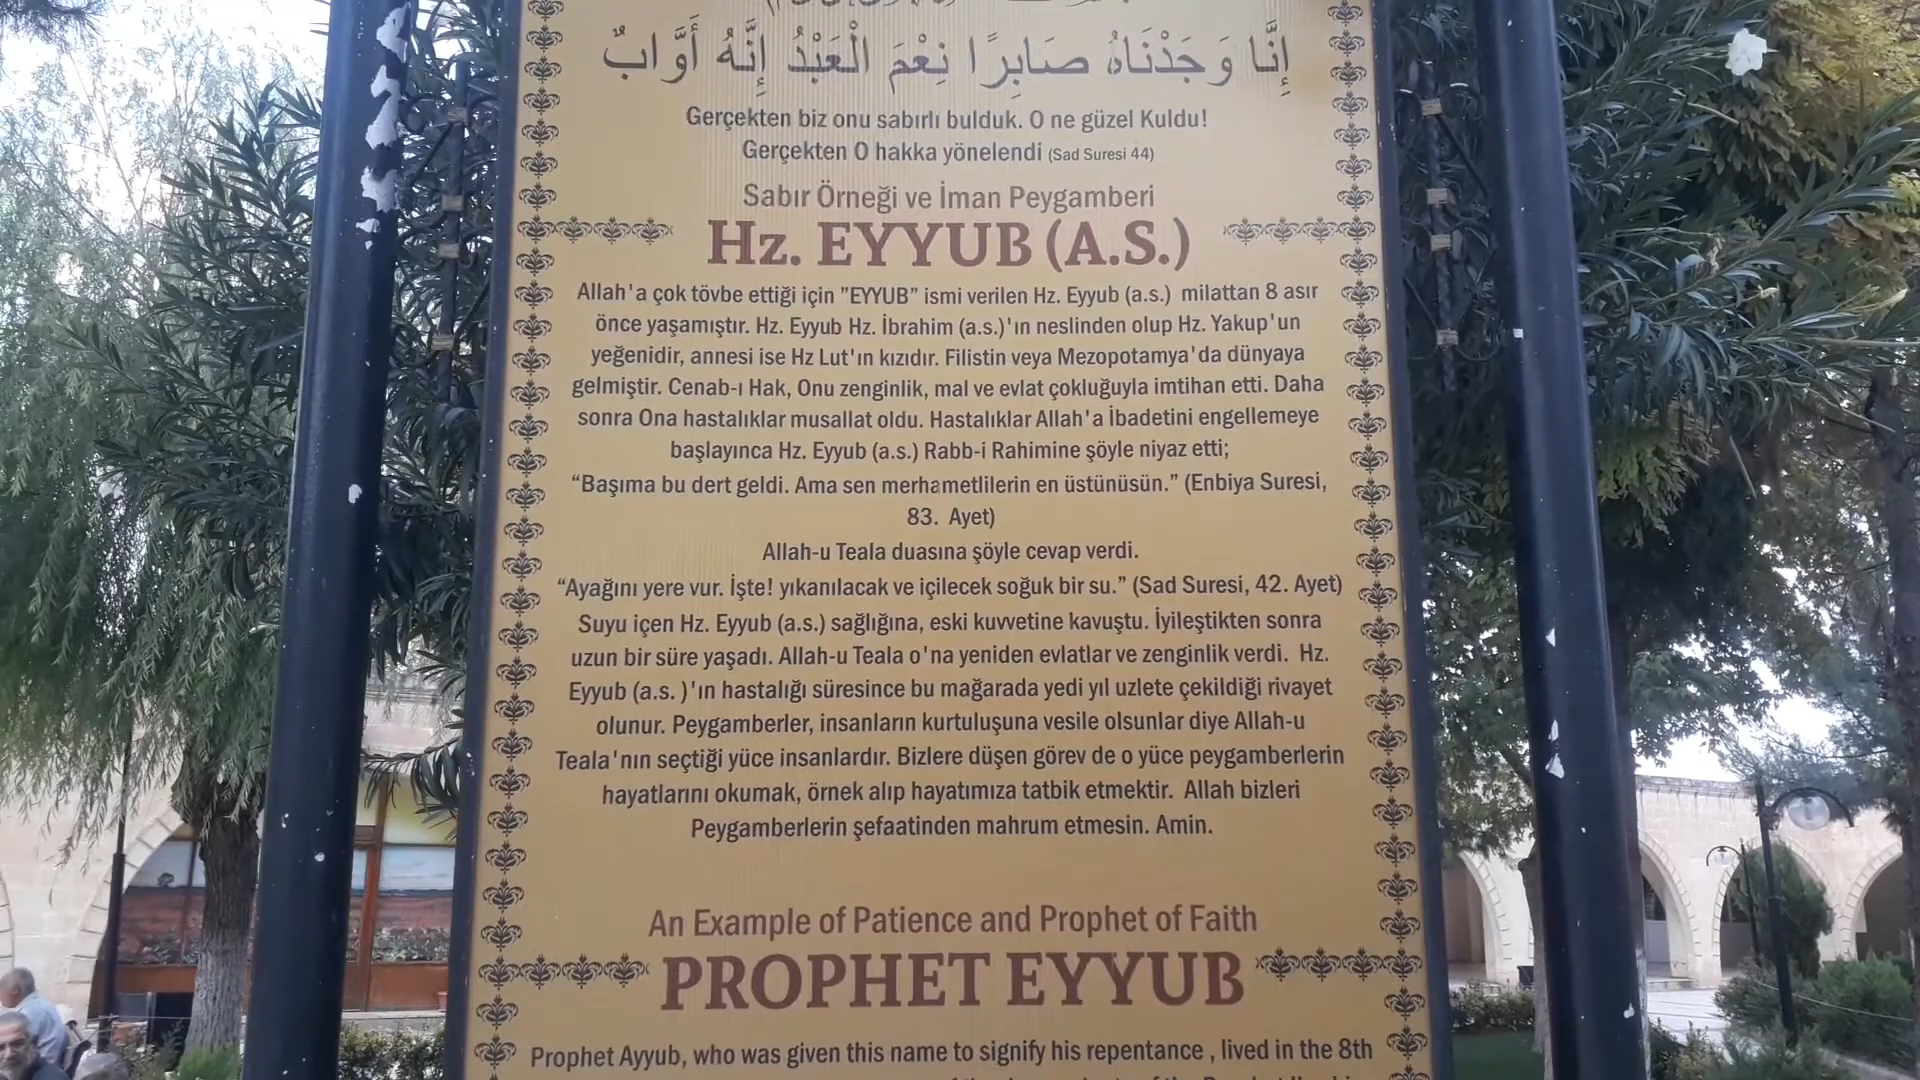 إِنَّا وَجَدْنَاهُ صَابِرًا نِعْمَ الْعَبْدُ إِنَّهُ أَوَّابٌ
Gerçekten biz onu sabırlı bulduk. O ne güzel Kuldu!
Gerçekten O hakka yönelendi (Sad Suresi 44)
Sabır Örneği ve İman Peygamberi
Hz. EYYUB (A.S.)
Allah'a çok tövbe ettiği için "EYYUB" ismi verilen Hz. Eyyub (a.s.) milattan 8 asır
önce yaşamıştır. Hz. Eyyub Hz. İbrahim (a.s.)'ın neslinden olup Hz. Yakup'un
yeğenidir, annesi ise Hz Lut'ın kızıdır. Filistin veya Mezopotamya'da dünyaya
gelmiştir. Cenab-ı Hak, Onu zenginlik, mal ve evlat çokluğuyla imtihan etti. Daha
sonra Ona hastalıklar musallat oldu. Hastalıklar Allah'a İbadetini engellemeye
başlayınca Hz. Eyyub (a.s.) Rabb-i Rahimine şöyle niyaz etti;
“Başıma bu dert geldi. Ama sen merhametlilerin en üstünüsün.” (Enbiya Suresi,
83. Ayet)
Allah-u Teala duasına şöyle cevap verdi.
“Ayağını yere vur. İşte! yıkanılacak ve içilecek soğuk bir su.” (Sad Suresi, 42. Ayet)
Suyu içen Hz. Eyyub (a.s.) sağlığına, eski kuvvetine kavuştu. İyileştikten sonra
uzun bir süre yaşadı. Allah-u Teala o'na yeniden evlatlar ve zenginlik verdi. Hz.
Eyyub (a.s. )'ın hastalığı süresince bu mağarada yedi yıl uzlete çekildiği rivayet
olunur. Peygamberler, insanların kurtuluşuna vesile olsunlar diye Allah-u
Teala'nın seçtiği yüce insanlardır. Bizlere düşen görev de o yüce peygamberlerin
hayatlarını okumak, örnek alıp hayatımıza tatbik etmektir. Allah bizleri
Peygamberlerin şefaatinden mahrum etmesin. Amin.
An Example of Patience and Prophet of Faith
PROPHET EYYUB
Prophet Ayyub, who was given this name to signify his repentance , lived in the 8th